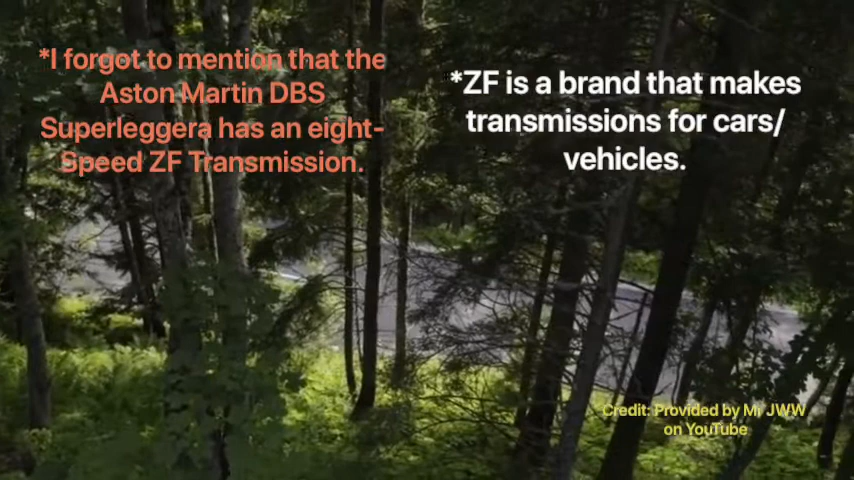 *I forgot to mention that the
Aston Martin DBS
Superleggera has an eight-
Speed ZF Transmission.
*ZF is a brand that makes
transmissions for cars/
vehicles.
Credit: Provided by Mr JWW
on YouTube